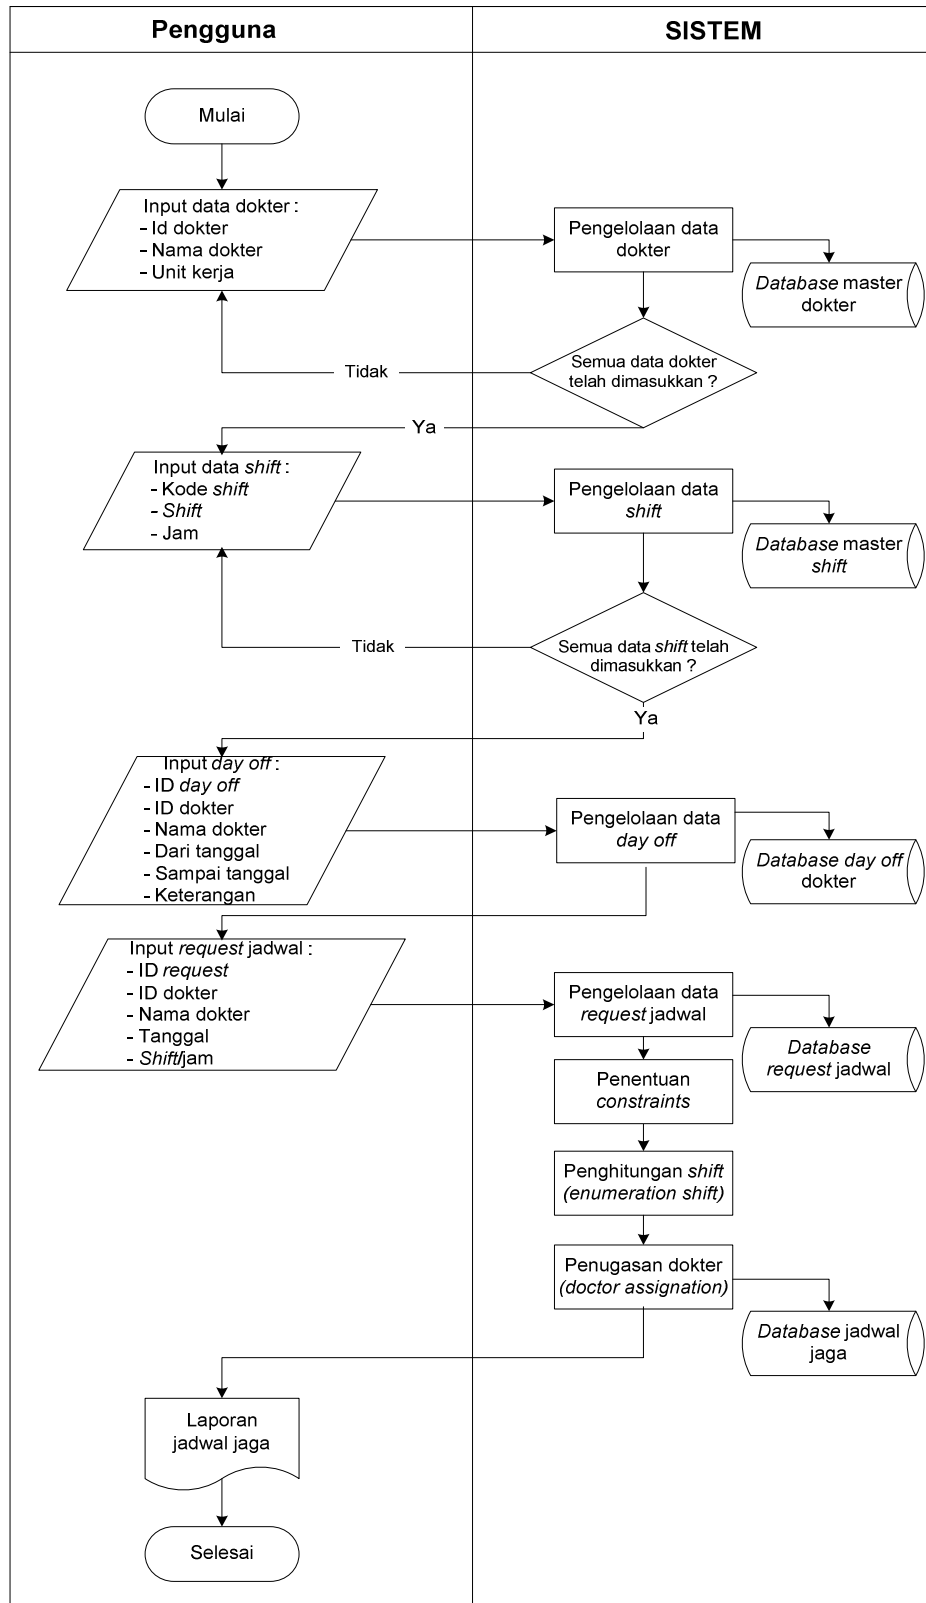 Pengguna
SISTEM
Mulai
Input data dokter :
- Id dokter
- Nama dokter
- Unit kerja
Pengelolaan data
dokter
Database master
dokter
Semua data dokter
telah dimasukkan ?
Tidak
Ya
Input data shift :
- Kode shift
- Shift
- Jam
Pengelolaan data
shift
Database master
shift
Semua data shift telah
dimasukkan ?
Tidak
Ya
Input day off :
- ID day off
- ID dokter
- Nama dokter
- Dari tanggal
- Sampai tanggal
- Keterangan
Pengelolaan data
day off
Database day off
dokter
Input request jadwal :
- ID request
- ID dokter
- Nama dokter
- Tanggal
- Shift/jam
Pengelolaan data
request jadwal
Database
request jadwal
Penentuan
constraints
Penghitungan shift
(enumeration shift)
Penugasan dokter
(doctor assignation)
Database jadwal
jaga
Laporan
jadwal jaga
Selesai